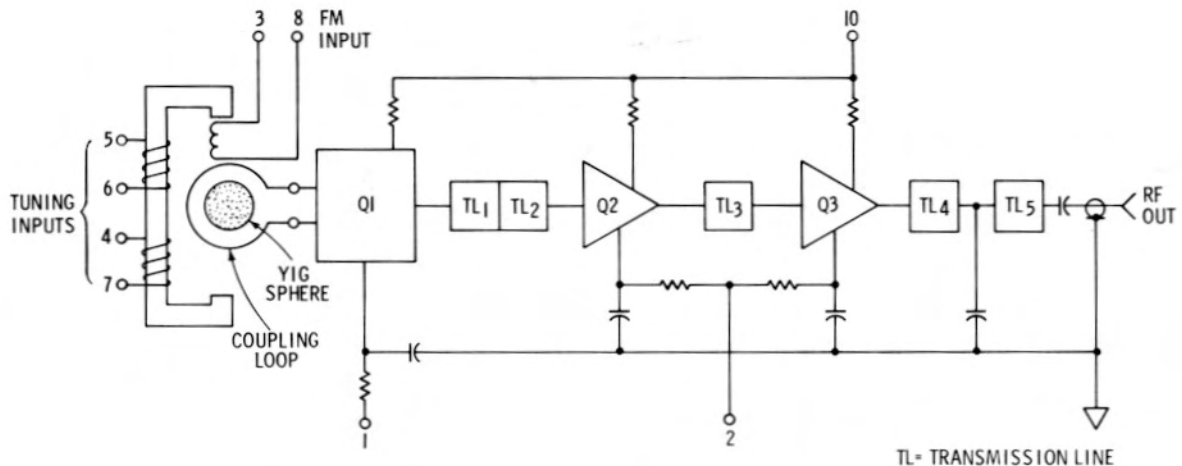 3 8 FM
INPUT
10
5
6
TUNING
INPUTS
4
7
YIG
SPHERE
COUPLING
LOOP
Q1
TL1 TL2
Q2
TL3
Q3
TL4
TL5
RF
OUT
1
2
TL= TRANSMISSION LINE